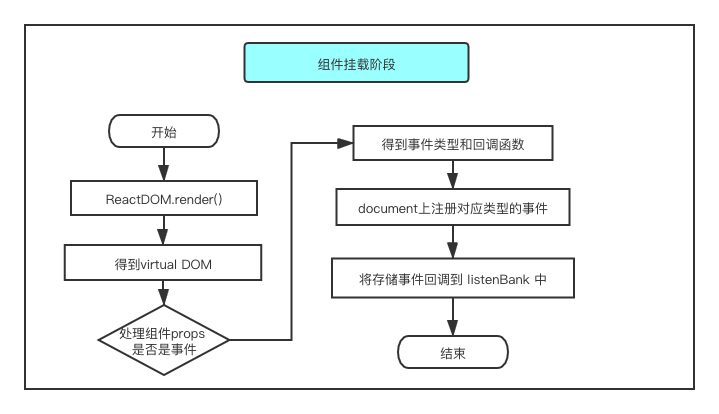 组件挂载阶段
开始
ReactDOM.render()
得到virtual DOM
处理组件props
是否是事件
得到事件类型和回调函数
document上注册对应类型的事件
将存储事件回调到 listenBank 中
结束